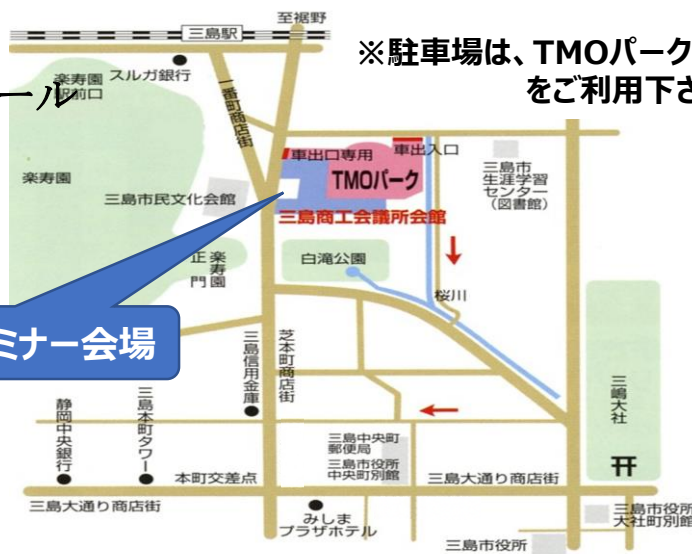 至裾野
三島駅
※駐車場は、TMOパーク
をご利用下さ
ール
楽寿園
駅前口
スルガ銀行
一番町商店街
車出口専用
車出入口
TMOパーク
三島市
生涯学習
センター
（図書館）
楽寿園
三島市民文化会館
三島商工会議所会館
楽寿園
正門
白滝公園
桜川
ミナー会場
三島信用金庫
芝本町商店街
三嶋大社
静岡中央銀行
三島本町タワー
三島中央町
郵便局
三島市役所
中央町別館
本町交差点
三島大通り商店街
三島大通り商店街
みしま
プラザホテル
三島市役所
大社町別館
三島市役所